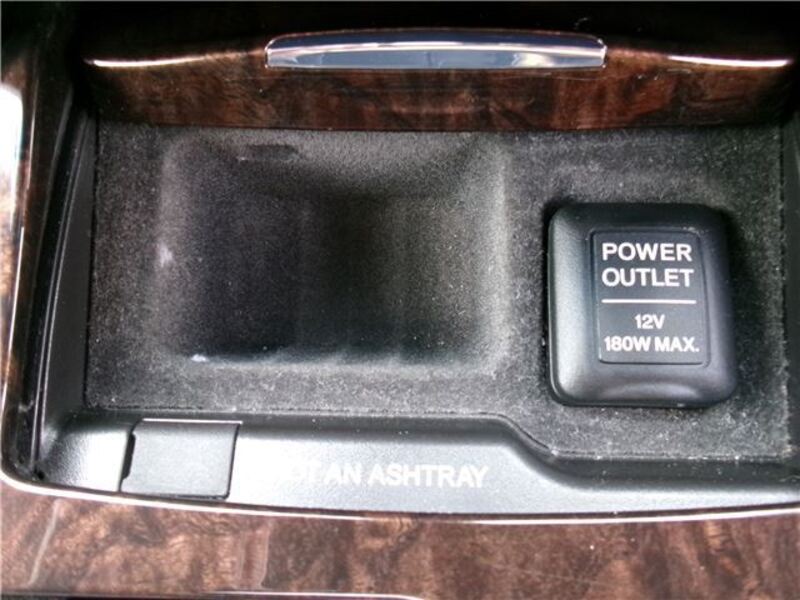 POWER
OUTLET
12V
180W MAX.
AN ASHTRAY